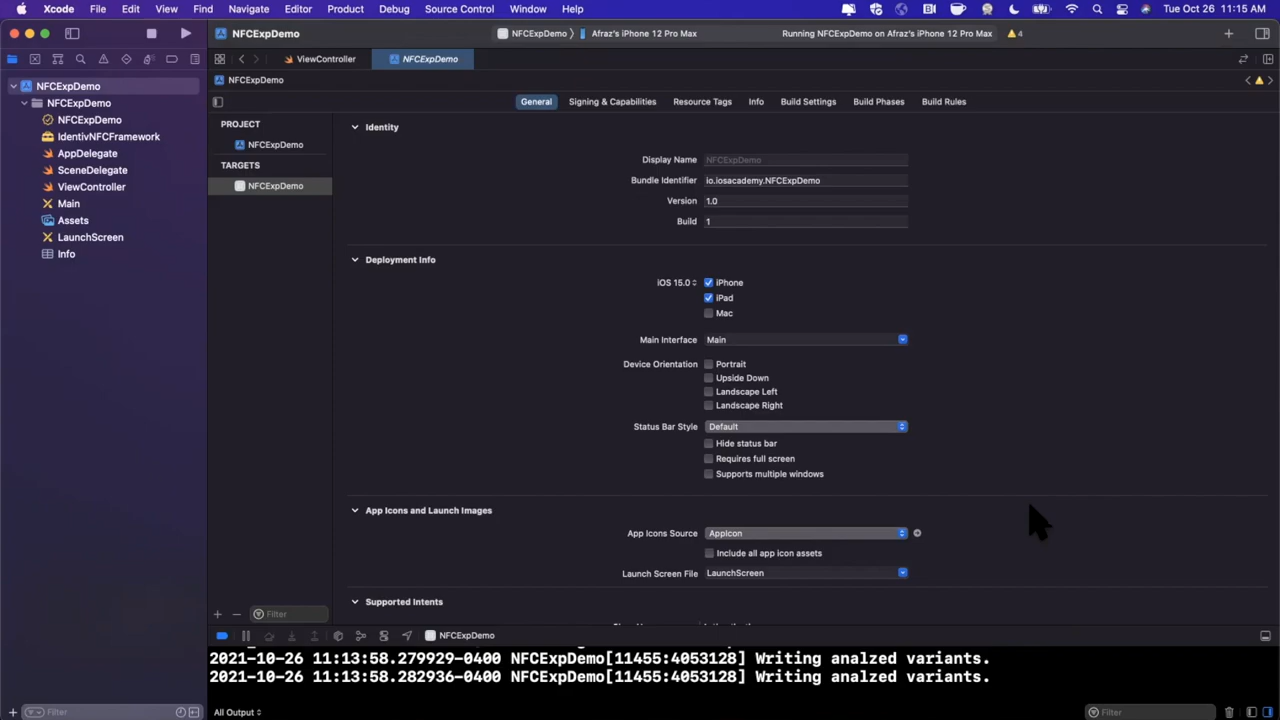 Xcode File Edit View Find Navigate Editor Product Debug Source Control Window Help Tue Oct 26 11:15 AM
NFCExpDemo NFCExpDemo Afraz's iPhone 12 Pro Max Running NFCExpDemo on Afraz's iPhone 12 Pro Max 4
ViewController NFCExpDemo
NFCExpDemo
General Signing & Capabilities Resource Tags Info Build Settings Build Phases Build Rules
NFCExpDemo
NFCExpDemo
NFCExpDemo
IdentivNFCFramework
AppDelegate
SceneDelegate
ViewController
Main
Assets
LaunchScreen
Info
PROJECT
NFCExpDemo
TARGETS
NFCExpDemo
Identity
Display Name NFCExpDemo
Bundle Identifier io.iosacademy.NFCExpDemo
Version 1.0
Build 1
Deployment Info
iOS 15.0 iPhone
iPad
Mac
Main Interface Main
Device Orientation Portrait
Upside Down
Landscape Left
Landscape Right
Status Bar Style Default
Hide status bar
Requires full screen
Supports multiple windows
App Icons and Launch Images
App Icons Source AppIcon
Include all app icon assets
Launch Screen File LaunchScreen
Supported Intents
Filter
NFCExpDemo
2021-10-26 11:13:58.279929-0400 NFCExpDemo[11455:4053128] Writing analzed variants.
2021-10-26 11:13:58.282936-0400 NFCExpDemo[11455:4053128] Writing analzed variants.
Filter All Output Filter